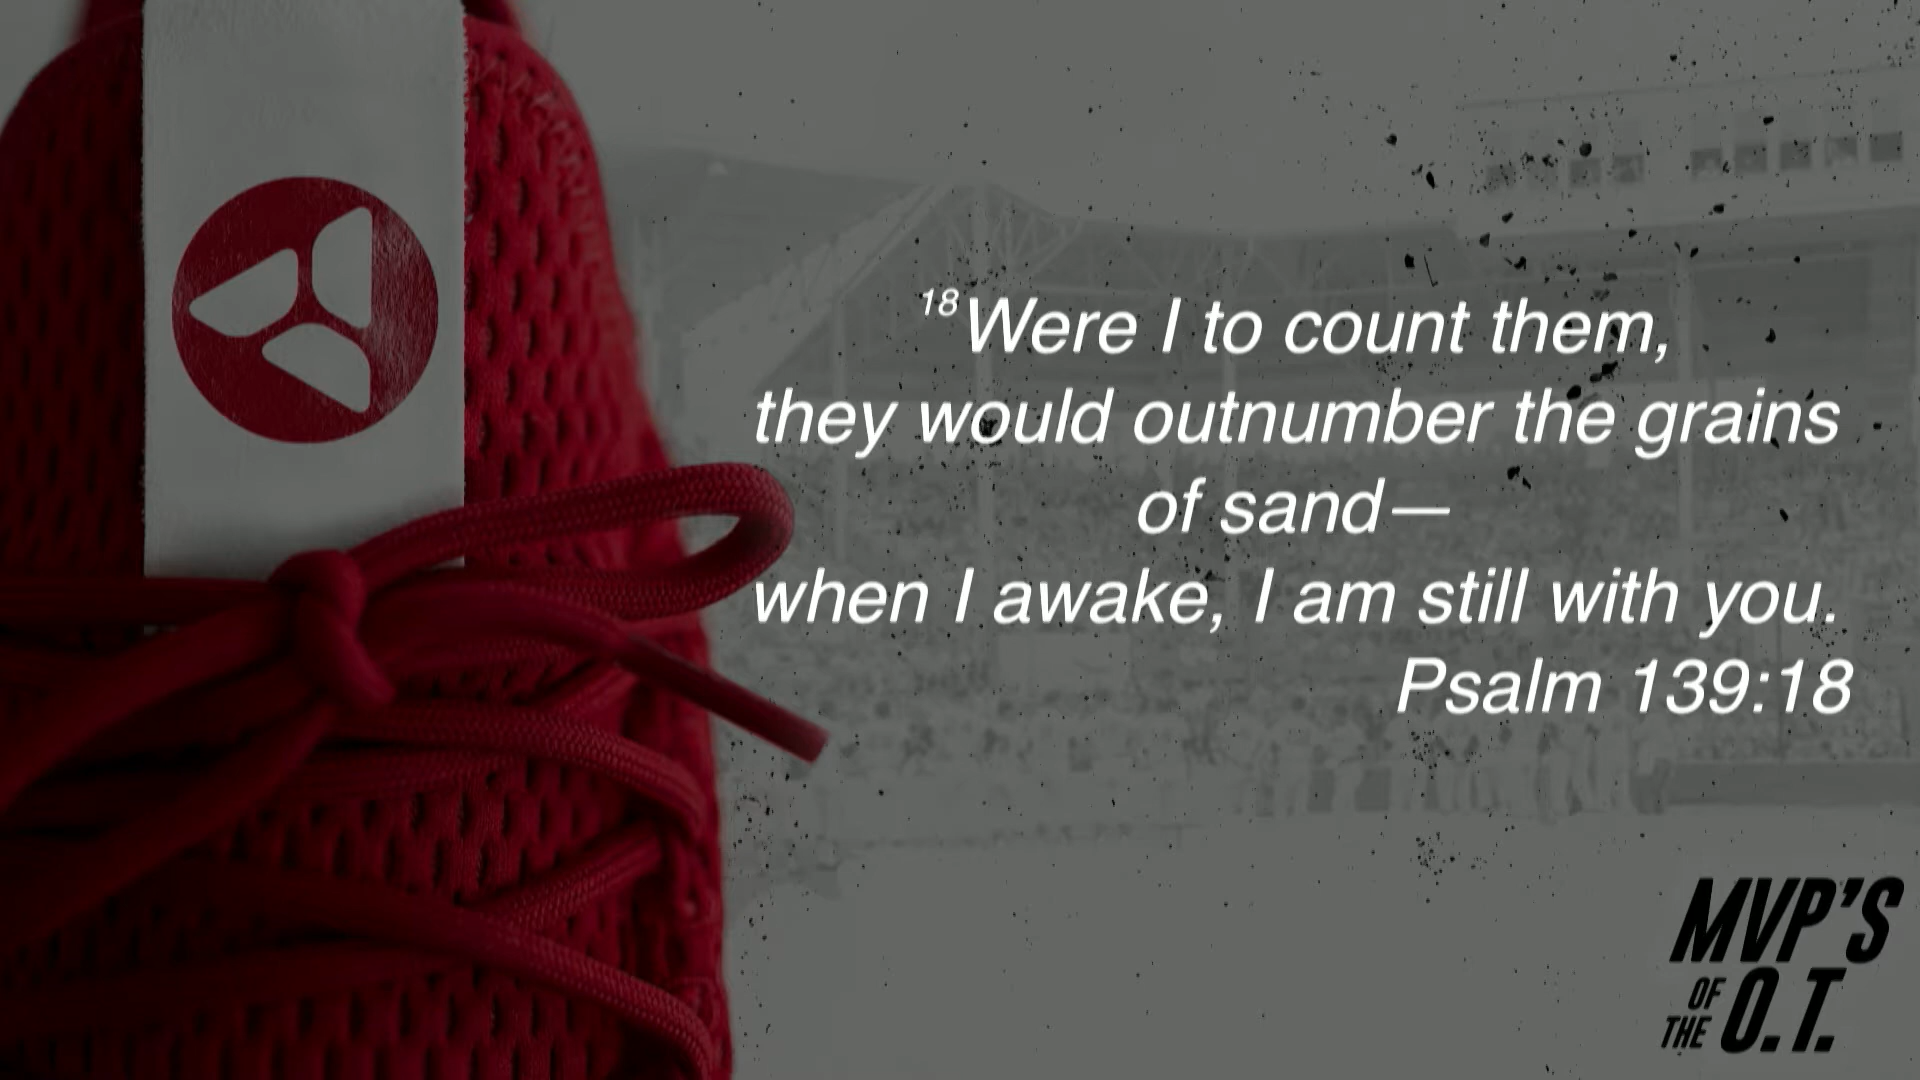 18 Were I to count them,
they would outnumber the grains
of sand—
when I awake, I am still with you.
Psalm 139:18
MVP'S
OF
THE O.T.